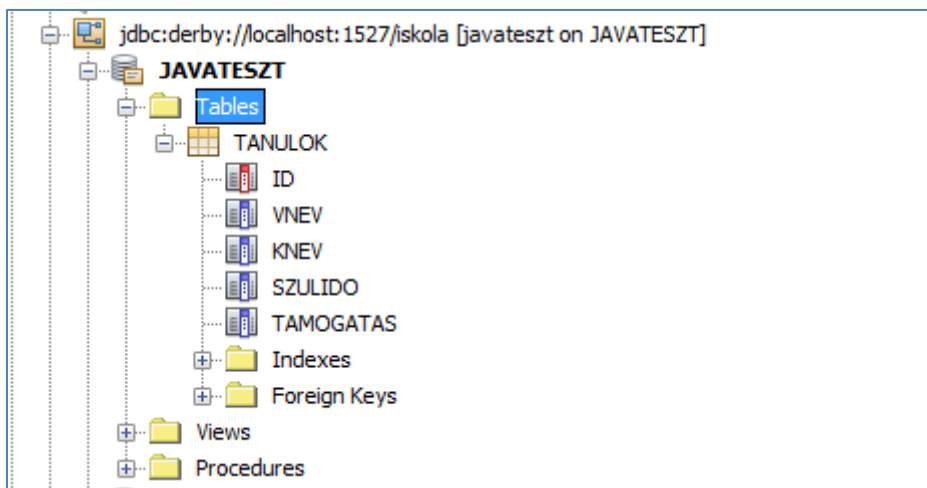 jdbc:derby://localhost:1527/iskola [javateszt on JAVATESZT]
JAVATESZT
Tables
TANULOK
ID
VNEV
KNEV
SZULIDO
TAMOGATAS
Indexes
Foreign Keys
Views
Procedures